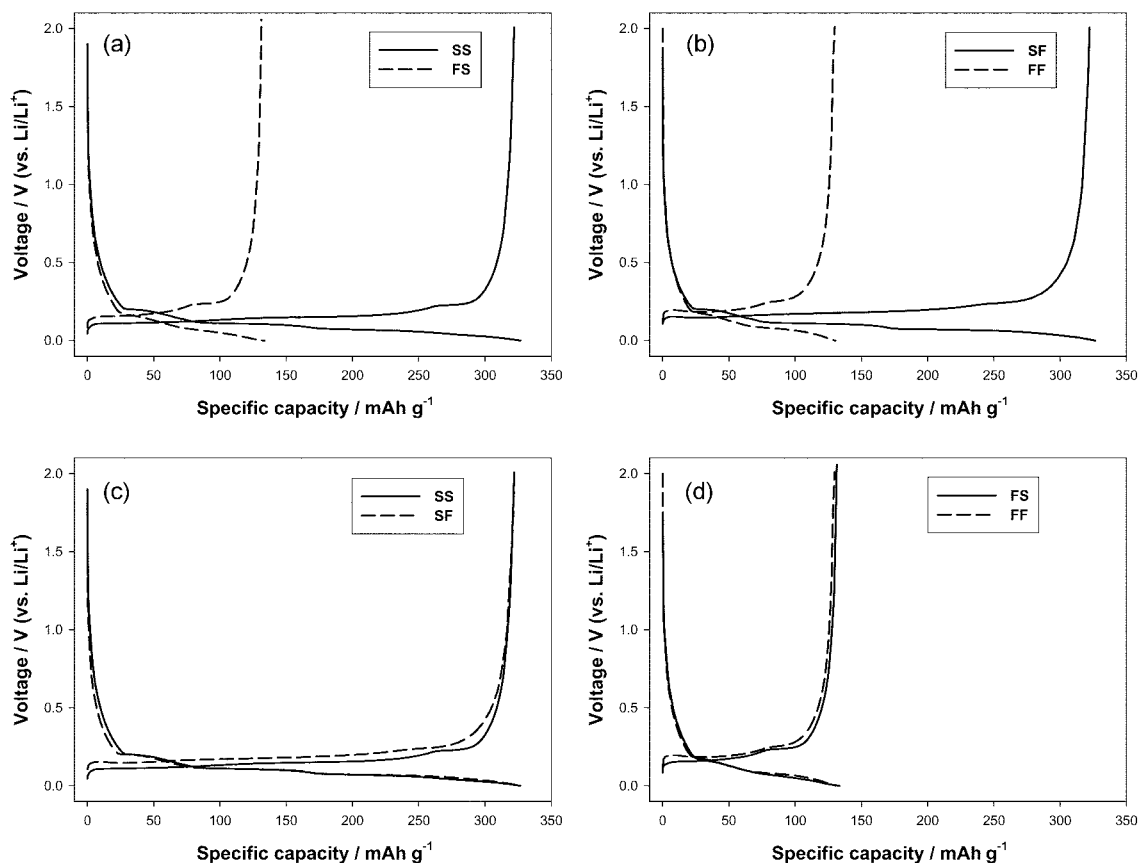 (a)
SS
FS
Voltage / V (vs. Li/Li+)
2.0
1.5
1.0
0.5
0.0
0 50 100 150 200 250 300 350
Specific capacity / mAh g-1
(b)
SF
FF
Voltage / V (vs. Li/Li+)
2.0
1.5
1.0
0.5
0.0
0 50 100 150 200 250 300 350
Specific capacity / mAh g-1
(c)
SS
SF
Voltage / V (vs. Li/Li+)
2.0
1.5
1.0
0.5
0.0
0 50 100 150 200 250 300 350
Specific capacity / mAh g-1
(d)
FS
FF
Voltage / V (vs. Li/Li+)
2.0
1.5
1.0
0.5
0.0
0 50 100 150 200 250 300 350
Specific capacity / mAh g-1